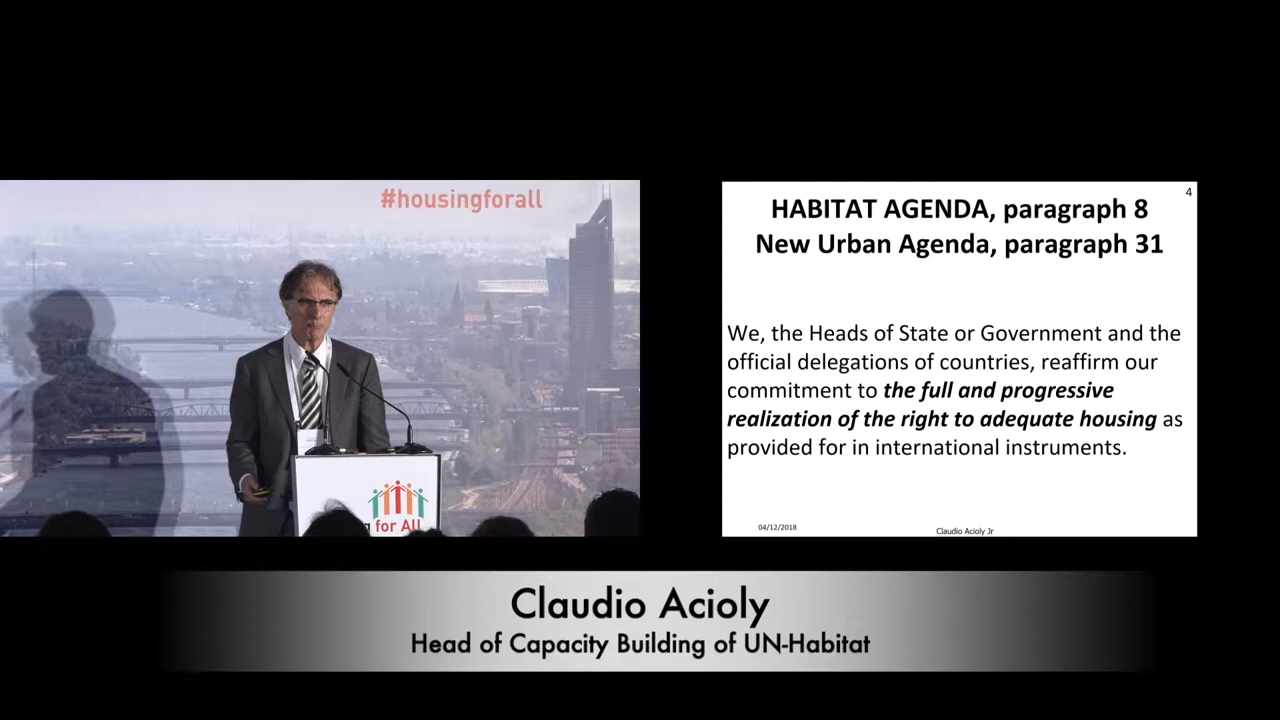 #housingforall
for All
4
HABITAT AGENDA, paragraph 8
New Urban Agenda, paragraph 31
We, the Heads of State or Government and the
official delegations of countries, reaffirm our
commitment to the full and progressive
realization of the right to adequate housing as
provided for in international instruments.
04/12/2018
Claudio Acioly Jr
Claudio Acioly
Head of Capacity Building of UN-Habitat